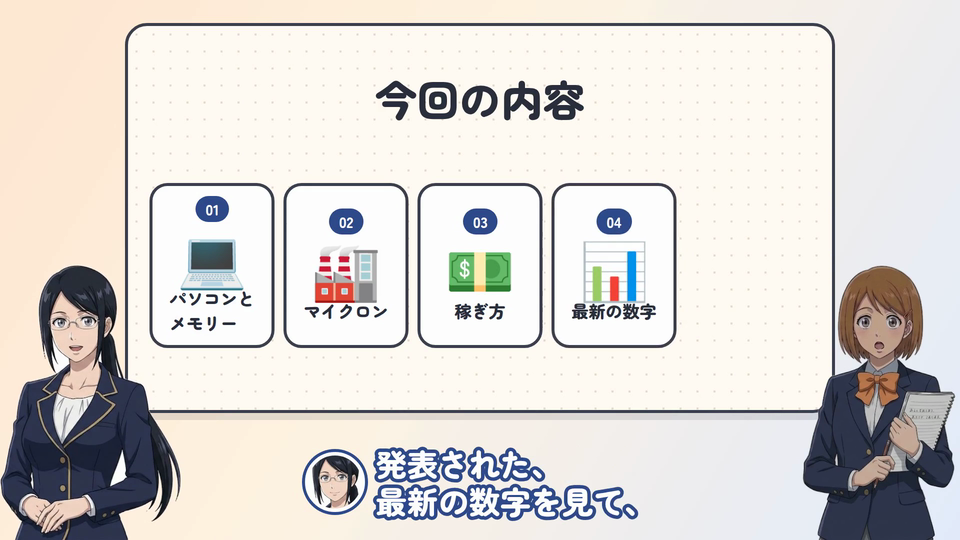 今回の内容
01
パソコンと
メモリー
02
マイクロン
03
稼ぎ方
04
最新の数字
発表された、
最新の数字を見て、